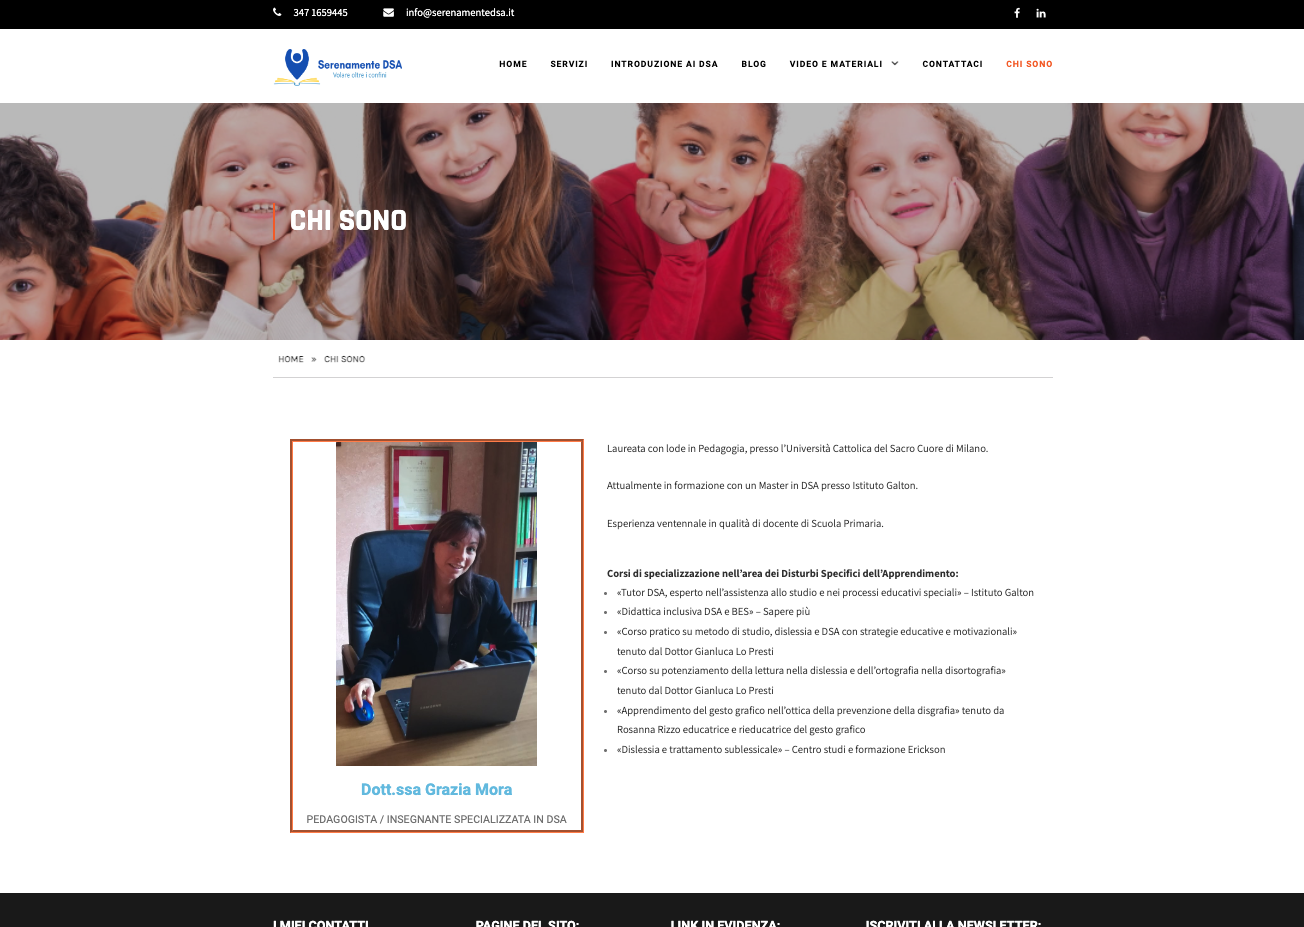 347 1659445
info@serenamentedsa.it
Serenamente DSA
Volare oltre i confini
HOME
SERVIZI
INTRODUZIONE AI DSA
BLOG
VIDEO E MATERIALI
CONTATTACI
CHI SONO
CHI SONO
HOME » CHI SONO
Laureata con lode in Pedagogia, presso l'Università Cattolica del Sacro Cuore di Milano.
Attualmente in formazione con un Master in DSA presso Istituto Galton.
Esperienza ventennale in qualità di docente di Scuola Primaria.
Corsi di specializzazione nell'area dei Disturbi Specifici dell'Apprendimento:
• «Tutor DSA, esperto nell'assistenza allo studio e nei processi educativi speciali» – Istituto Galton
• «Didattica inclusiva DSA e BES» – Sapere più
• «Corso pratico su metodo di studio, dislessia e DSA con strategie educative e motivazionali»
tenuto dal Dottor Gianluca Lo Presti
• «Corso su potenziamento della lettura nella dislessia e dell'ortografia nella disortografia»
tenuto dal Dottor Gianluca Lo Presti
• «Apprendimento del gesto grafico nell'ottica della prevenzione della disgrafia» tenuto da
Rosanna Rizzo educatrice e rieducatrice del gesto grafico
• «Dislessia e trattamento sublessicale» – Centro studi e formazione Erickson
Dott.ssa Grazia Mora
PEDAGOGISTA / INSEGNANTE SPECIALIZZATA IN DSA
I MIEI CONTATTI
PAGINE DEL SITO:
LINK IN EVIDENZA:
ISCRIVITI ALLA NEWSLETTER: